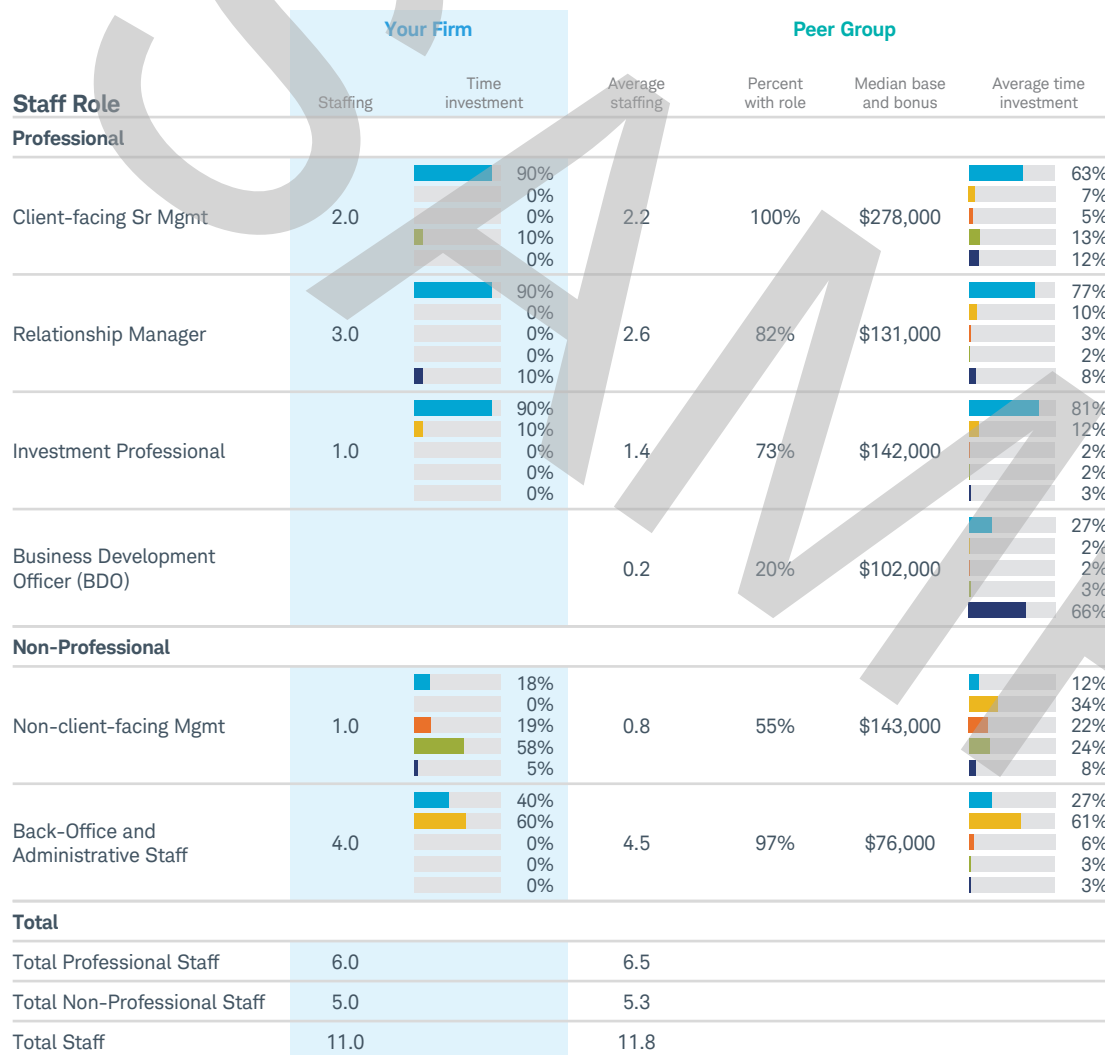 Your Firm Peer Group
Staff Role Staffing Time investment Average staffing Percent with role Median base and bonus Average time investment
Professional
Client-facing Sr Mgmt 2.0 90% 0% 0% 10% 0% 2.2 100% $278,000 63% 7% 5% 13% 12%
Relationship Manager 3.0 90% 0% 0% 0% 10% 2.6 82% $131,000 77% 10% 3% 2% 8%
Investment Professional 1.0 90% 10% 0% 0% 0% 1.4 73% $142,000 81% 12% 2% 2% 3%
Business Development Officer (BDO) 0.2 20% $102,000 27% 2% 2% 3% 66%
Non-Professional
Non-client-facing Mgmt 1.0 18% 0% 19% 58% 5% 0.8 55% $143,000 12% 34% 22% 24% 8%
Back-Office and Administrative Staff 4.0 40% 60% 0% 0% 0% 4.5 97% $76,000 27% 61% 6% 3% 3%
Total
Total Professional Staff 6.0 6.5
Total Non-Professional Staff 5.0 5.3
Total Staff 11.0 11.8